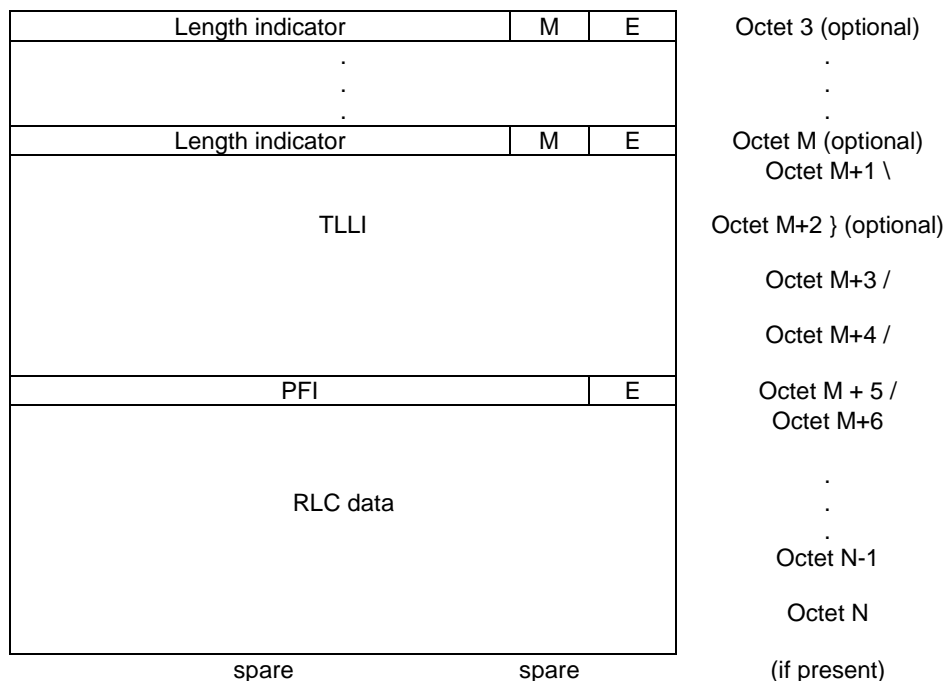 Length indicator M E Octet 3 (optional)
. .
. .
. .
Length indicator M E Octet M (optional)
Octet M+1 \
TLLI Octet M+2 } (optional)
Octet M+3 /
Octet M+4 /
PFI E Octet M + 5 /
Octet M+6
.
RLC data .
.
Octet N-1
Octet N
spare spare (if present)